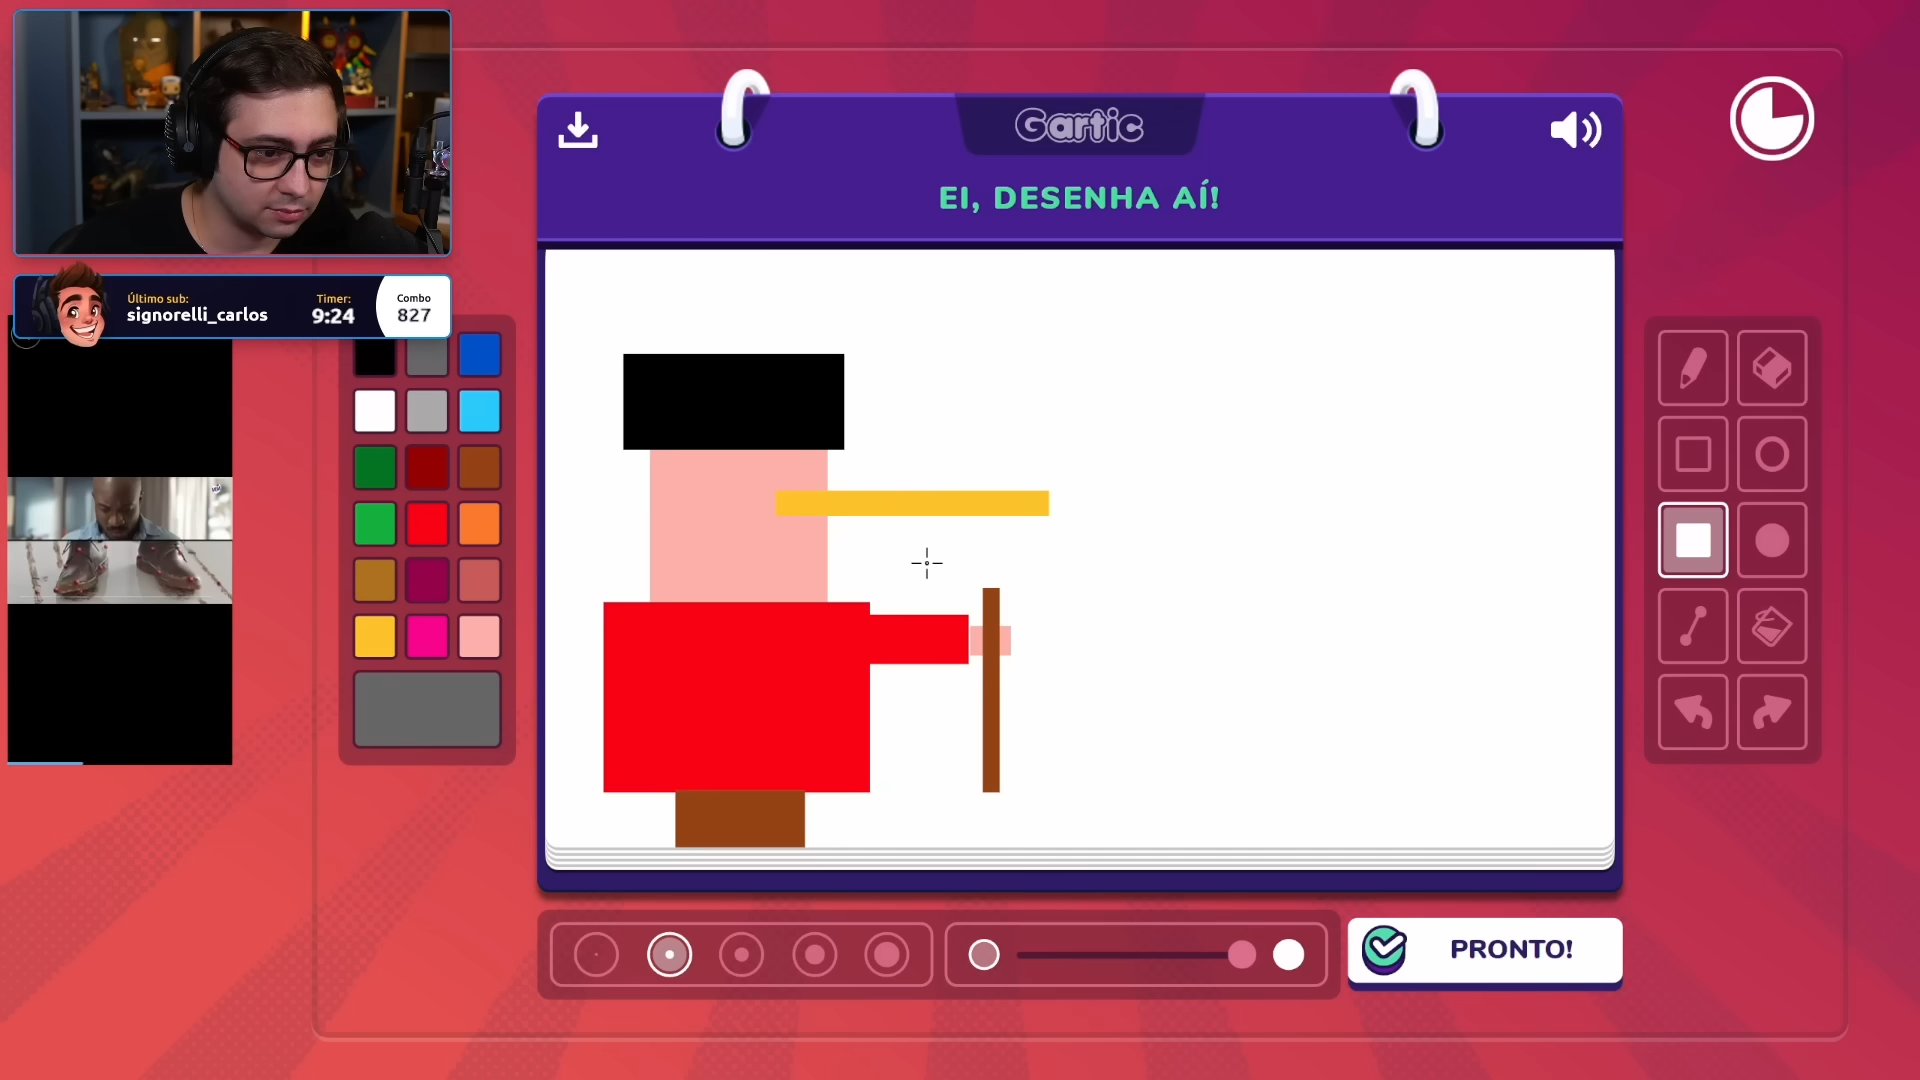 Gartic
EI, DESENHA AÍ!
Último sub:
signorelli_carlos
Timer:
9:24
Combo
827
PRONTO!